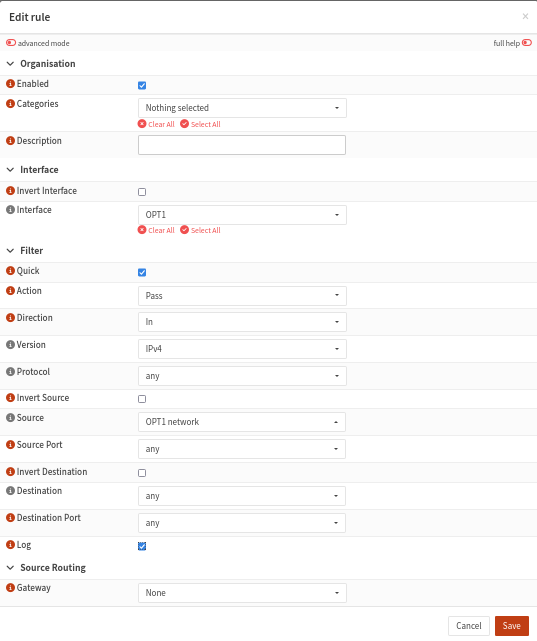 Edit rule
×
advanced mode
full help
Organisation
Enabled
Categories
Nothing selected
Clear All
Select All
Description
Interface
Invert Interface
Interface
OPT1
Clear All
Select All
Filter
Quick
Action
Pass
Direction
In
Version
IPv4
Protocol
any
Invert Source
Source
OPT1 network
Source Port
any
Invert Destination
Destination
any
Destination Port
any
Log
Source Routing
Gateway
None
Cancel
Save